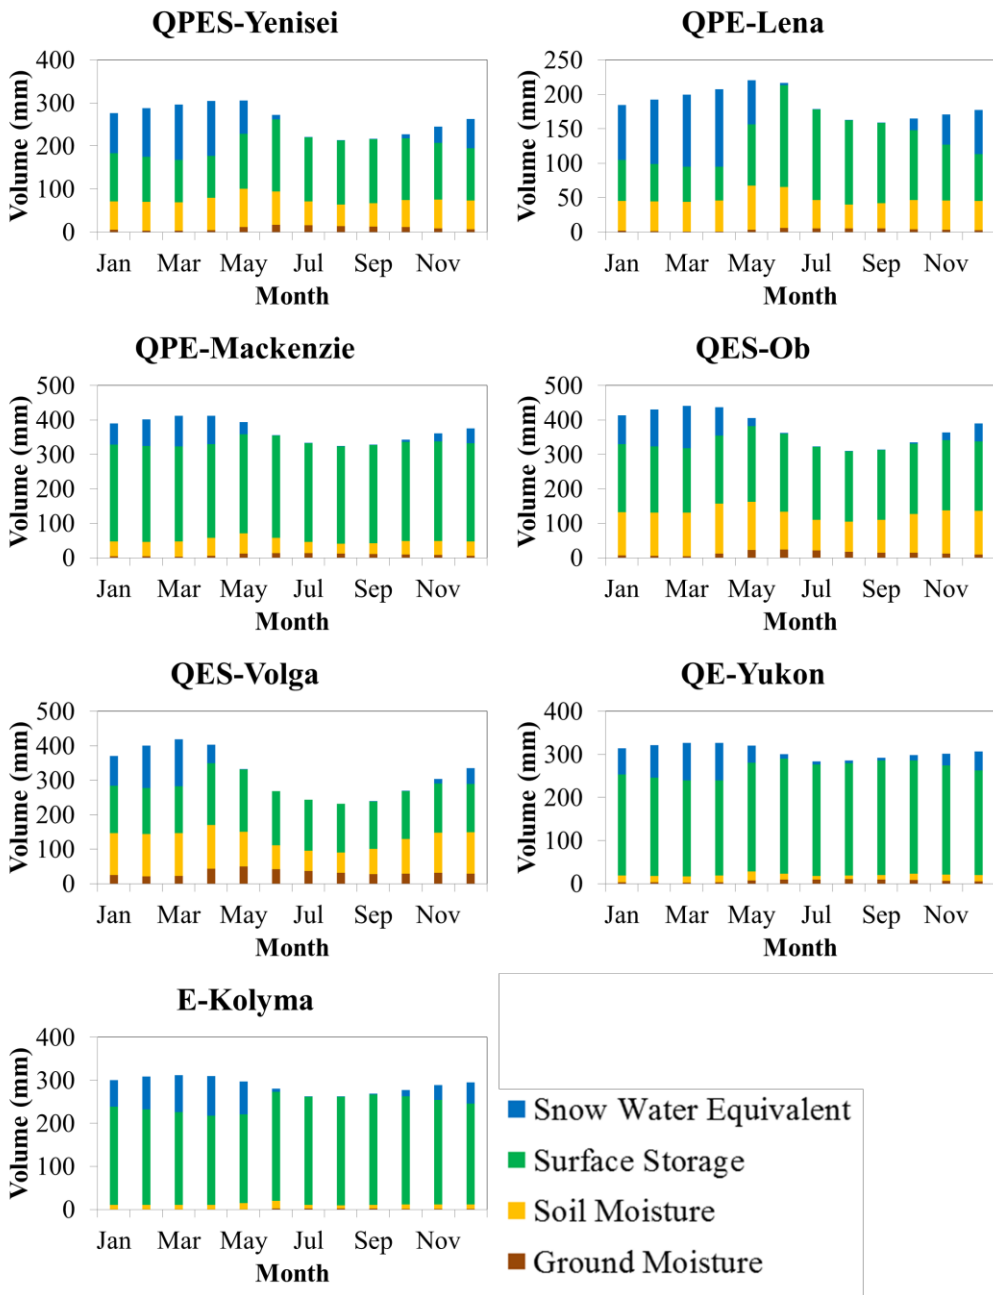 QPES-Yenisei
Volume (mm)
400
300
200
100
0
Jan Mar May Jul Sep Nov
Month
QPE-Lena
Volume (mm)
250
200
150
100
50
0
Jan Mar May Jul Sep Nov
Month
QPE-Mackenzie
Volume (mm)
500
400
300
200
100
0
Jan Mar May Jul Sep Nov
Month
QES-Ob
Volume (mm)
500
400
300
200
100
0
Jan Mar May Jul Sep Nov
Month
QES-Volga
Volume (mm)
500
400
300
200
100
0
Jan Mar May Jul Sep Nov
Month
QE-Yukon
Volume (mm)
400
300
200
100
0
Jan Mar May Jul Sep Nov
Month
E-Kolyma
Volume (mm)
400
300
200
100
0
Jan Mar May Jul Sep Nov
Month
Snow Water Equivalent
Surface Storage
Soil Moisture
Ground Moisture